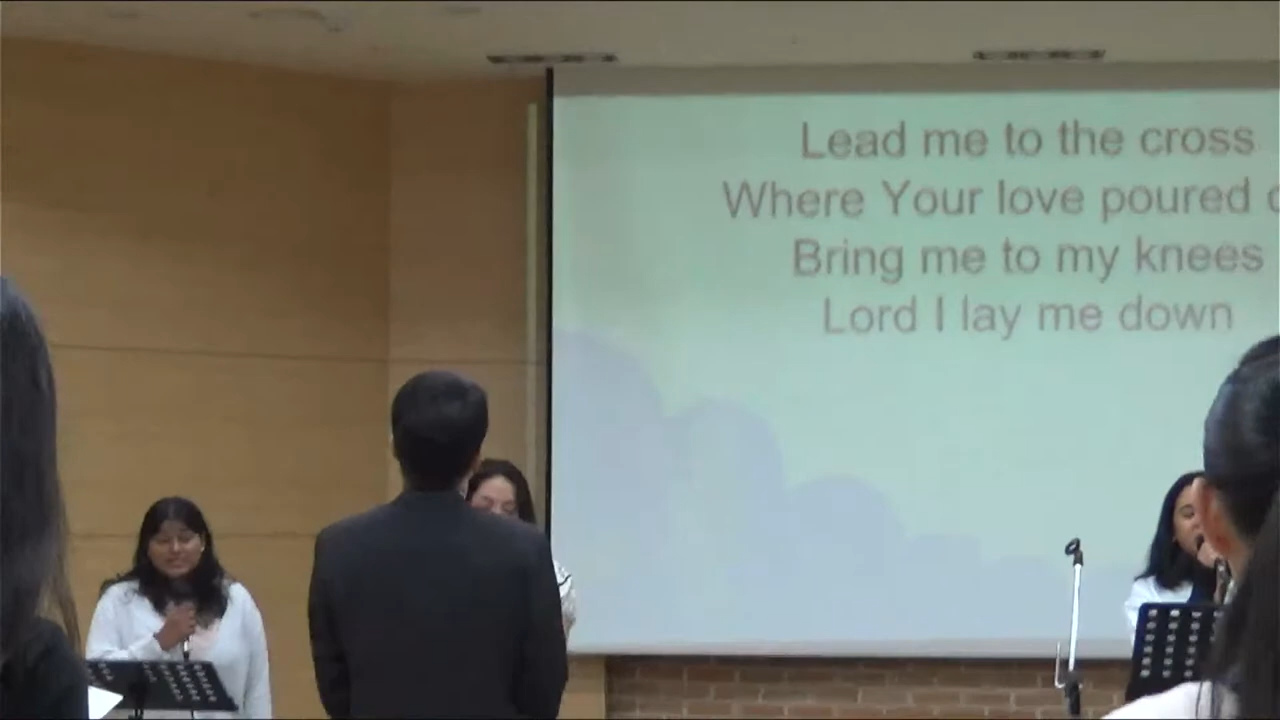 Lead me to the cross
Where Your love poured
Bring me to my knees
Lord I lay me down